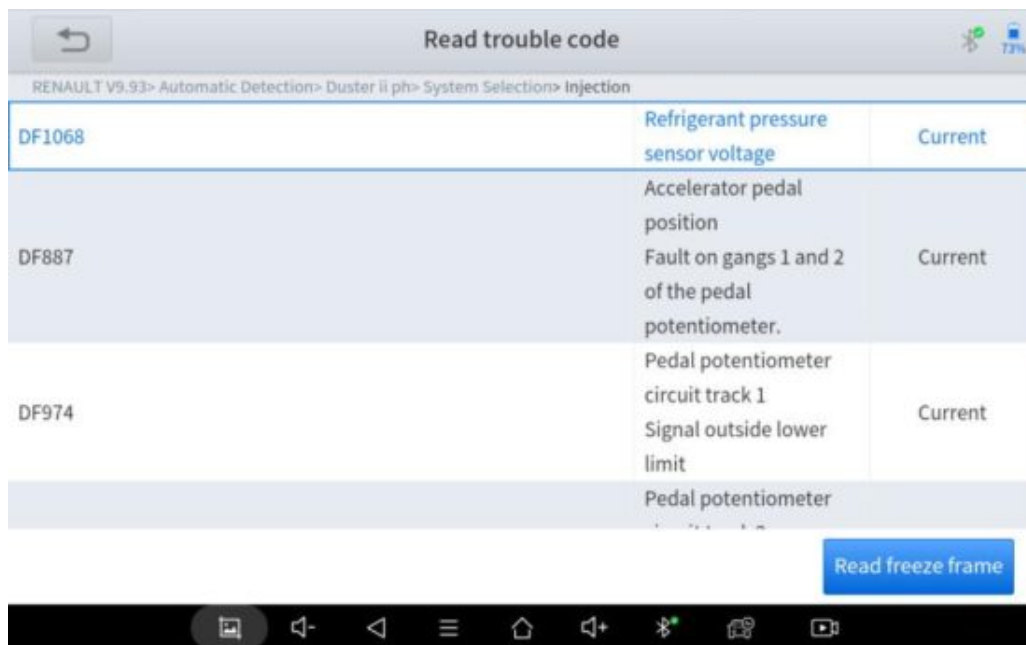 Read trouble code
73%
RENAULT V9.93> Automatic Detection> Duster ii ph> System Selection> Injection
DF1068
Refrigerant pressure
sensor voltage
Current
DF887
Accelerator pedal
position
Fault on gangs 1 and 2
of the pedal
potentiometer.
Current
DF974
Pedal potentiometer
circuit track 1
Signal outside lower
limit
Current
Pedal potentiometer
Read freeze frame